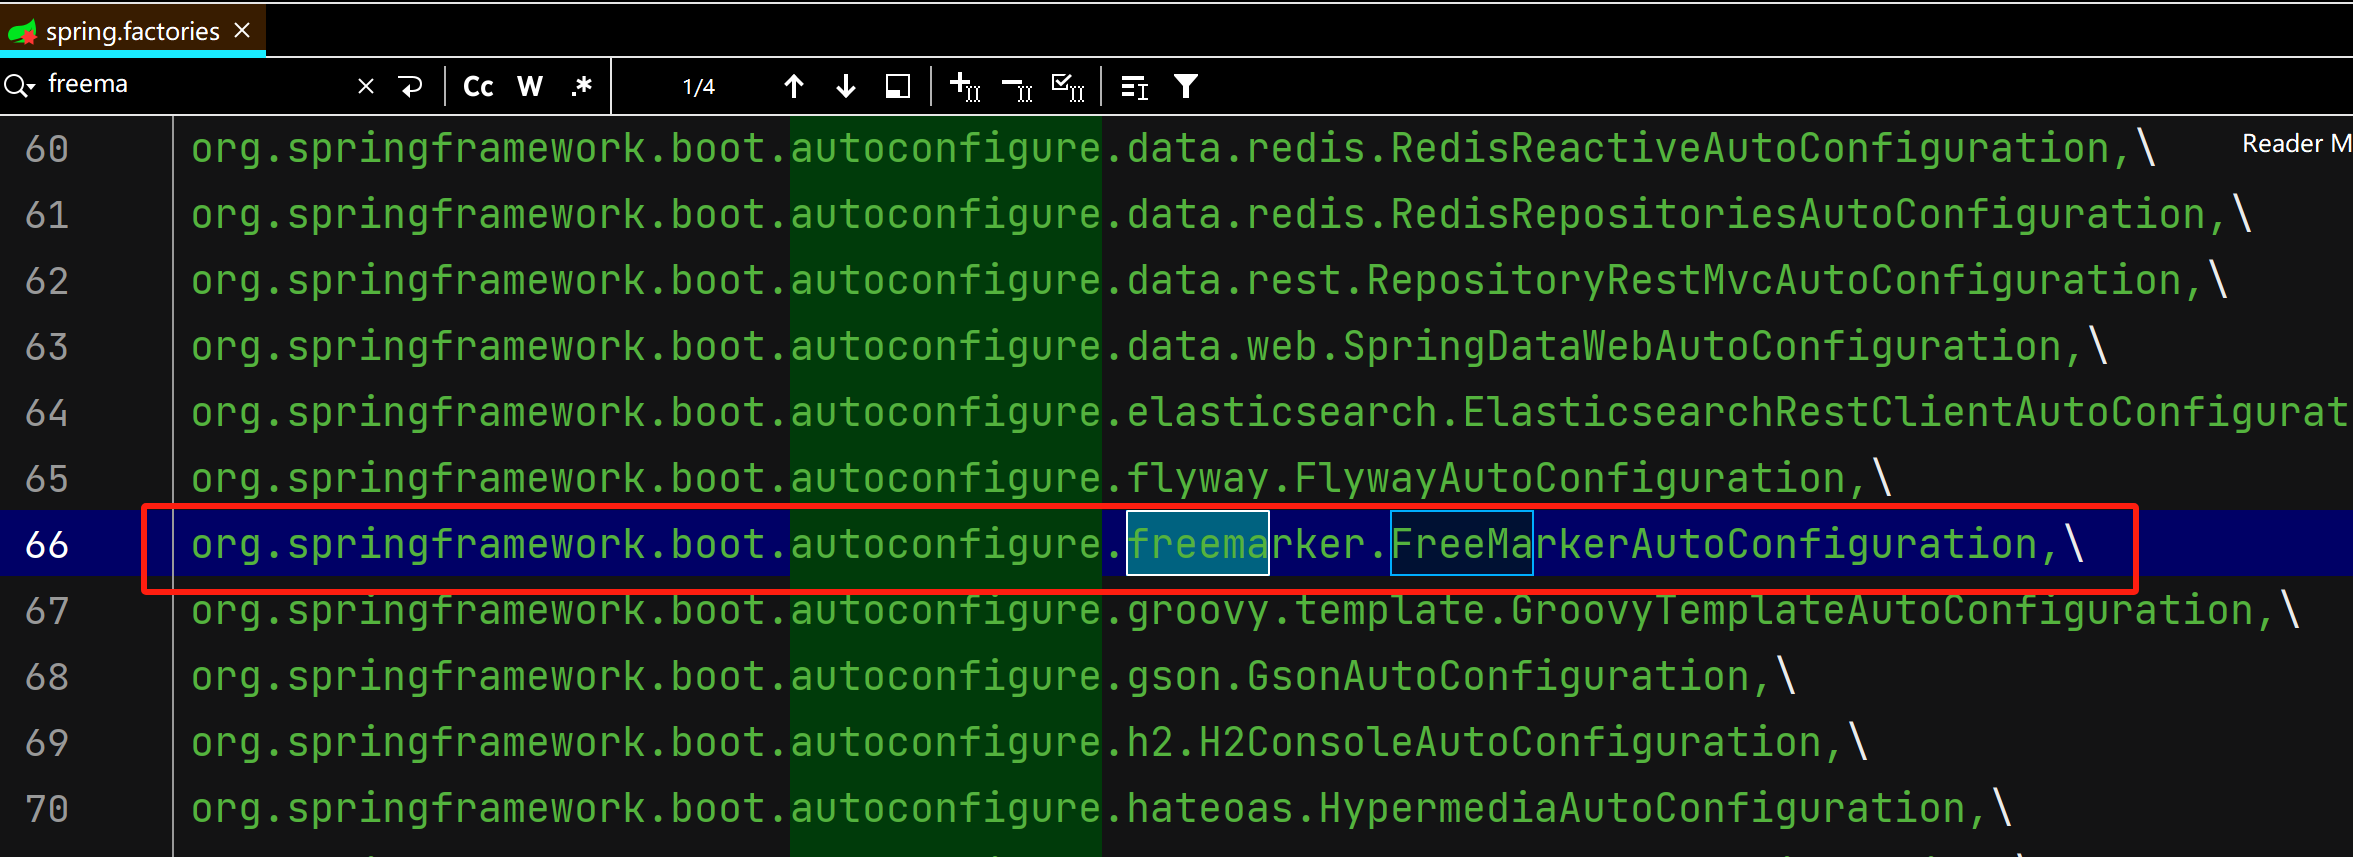 spring.factories
freema Cc W .* 1/4
60 org.springframework.boot.autoconfigure.data.redis.RedisReactiveAutoConfiguration,\ Reader M
61 org.springframework.boot.autoconfigure.data.redis.RedisRepositoriesAutoConfiguration,\
62 org.springframework.boot.autoconfigure.data.rest.RepositoryRestMvcAutoConfiguration,\
63 org.springframework.boot.autoconfigure.data.web.SpringDataWebAutoConfiguration,\
64 org.springframework.boot.autoconfigure.elasticsearch.ElasticsearchRestClientAutoConfigurat
65 org.springframework.boot.autoconfigure.flyway.FlywayAutoConfiguration,\
66 org.springframework.boot.autoconfigure.freemarker.FreeMarkerAutoConfiguration,\
67 org.springframework.boot.autoconfigure.groovy.template.GroovyTemplateAutoConfiguration,\
68 org.springframework.boot.autoconfigure.gson.GsonAutoConfiguration,\
69 org.springframework.boot.autoconfigure.h2.H2ConsoleAutoConfiguration,\
70 org.springframework.boot.autoconfigure.hateoas.HypermediaAutoConfiguration,\